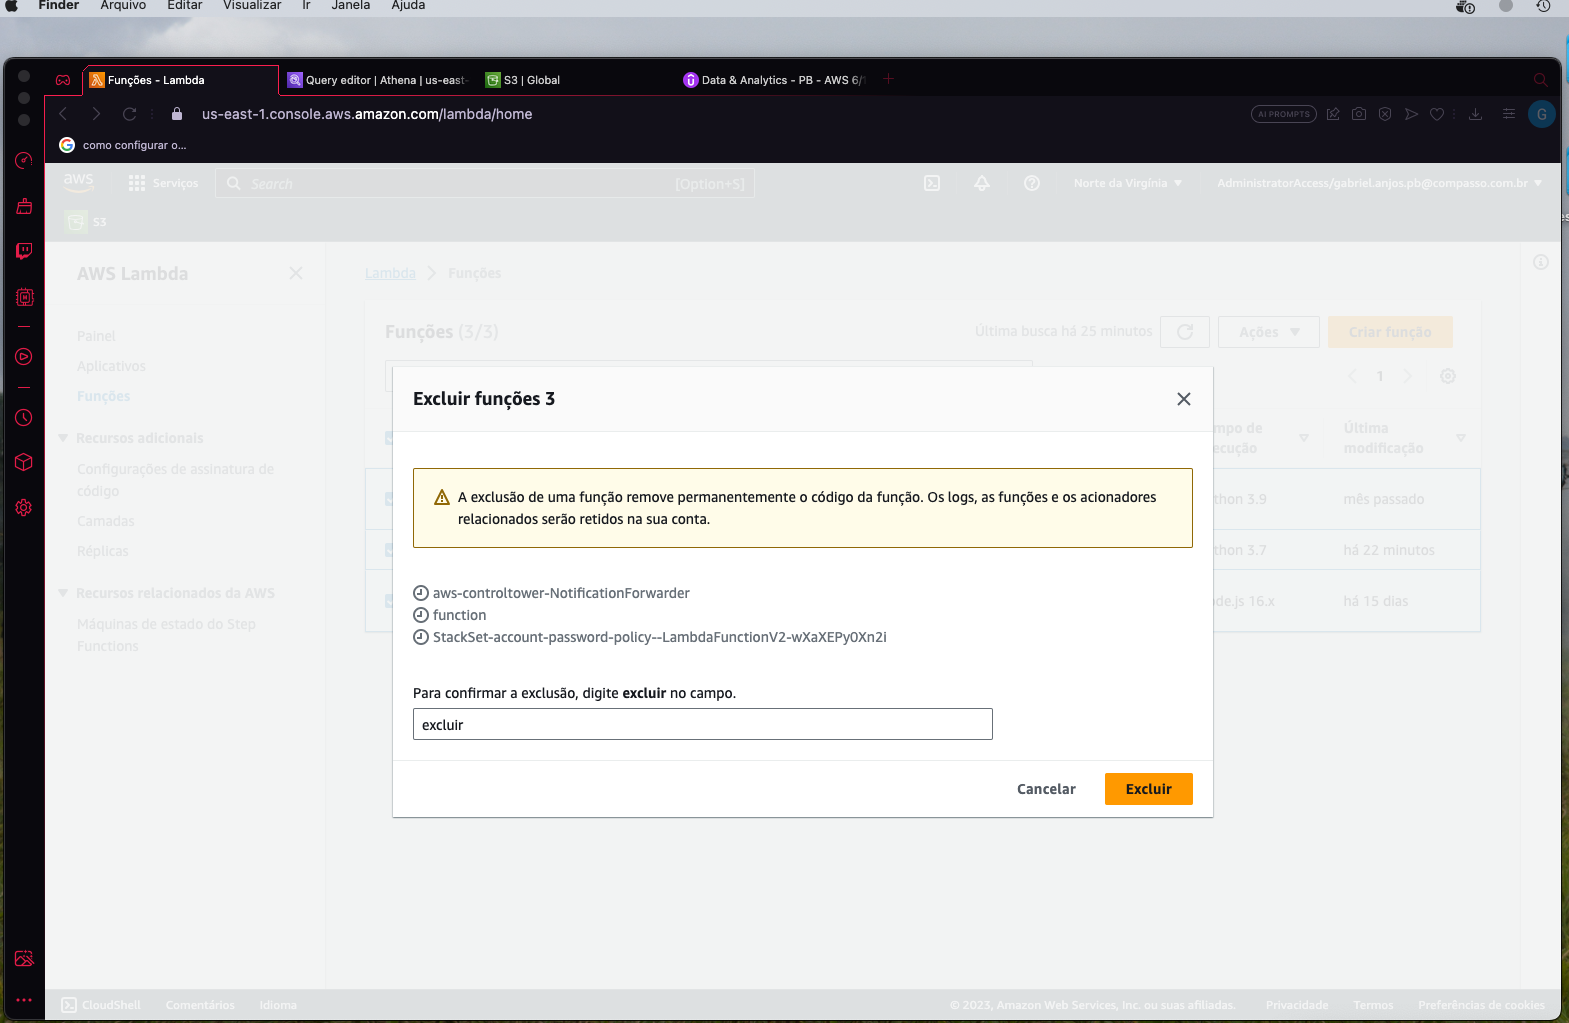 Finder Arquivo Editar Visualizar Ir Janela Ajuda
Funções - Lambda
Query editor | Athena | us-east-
S3 | Global
Data & Analytics - PB - AWS 6/
us-east-1.console.aws.amazon.com/lambda/home
AI PROMPTS
G
como configurar o...
aws
Serviços
Search
[Option+S]
Norte da Virgínia
AdministratorAccess/gabriel.anjos.pb@compasso.com.br
S3
AWS Lambda
Lambda
Funções
Painel
Aplicativos
Funções
Recursos adicionais
Configurações de assinatura de
código
Camadas
Réplicas
Recursos relacionados da AWS
Máquinas de estado do Step
Functions
Funções (3/3)
Última busca há 25 minutos
Ações
Criar função
1
mpo de
ecução
Última
modificação
thon 3.9
mês passado
thon 3.7
há 22 minutos
de.js 16.x
há 15 dias
Excluir funções 3
A exclusão de uma função remove permanentemente o código da função. Os logs, as funções e os acionadores
relacionados serão retidos na sua conta.
aws-controltower-NotificationForwarder
function
StackSet-account-password-policy--LambdaFunctionV2-wXaXEPy0Xn2i
Para confirmar a exclusão, digite excluir no campo.
excluir
Cancelar
Excluir
CloudShell
Comentários
Idioma
© 2023, Amazon Web Services, Inc. ou suas afiliadas.
Privacidade
Termos
Preferências de cookies